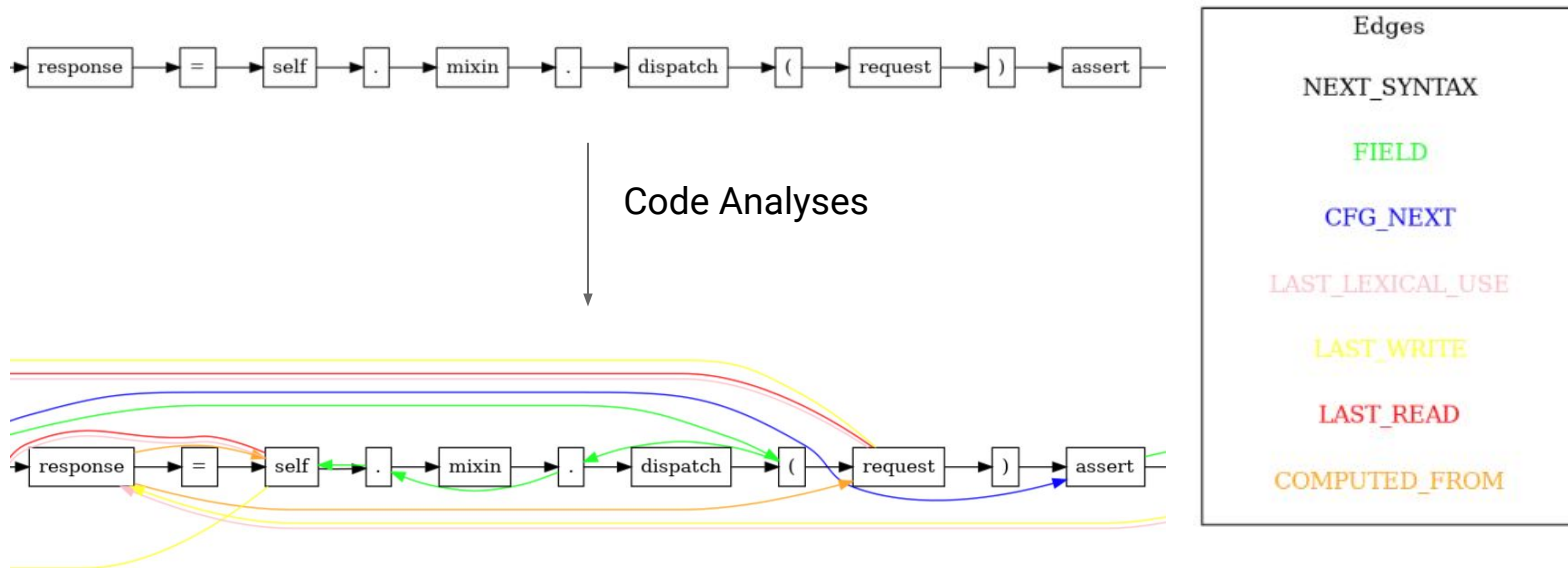 response = self . mixin . dispatch ( request ) assert
Code Analyses
response = self . mixin . dispatch ( request ) assert
Edges
NEXT_SYNTAX
FIELD
CFG_NEXT
LAST_LEXICAL_USE
LAST_WRITE
LAST_READ
COMPUTED_FROM